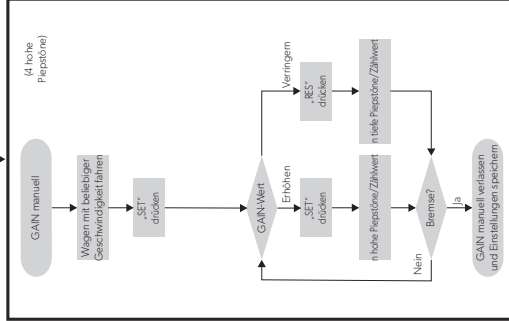 GAIN manuell
(4 hohe
Piepstöne)
Wagen mit beliebiger
Geschwindigkeit fahren
„SET“
drücken
GAIN-Wert
Erhöhen
Verringern
„SET“
drücken
„RES“
drücken
n hohe Piepstöne/Zählwert
n tiefe Piepstöne/Zählwert
Bremse?
Nein
Ja
GAIN manuell verlassen
und Einstellungen speichern